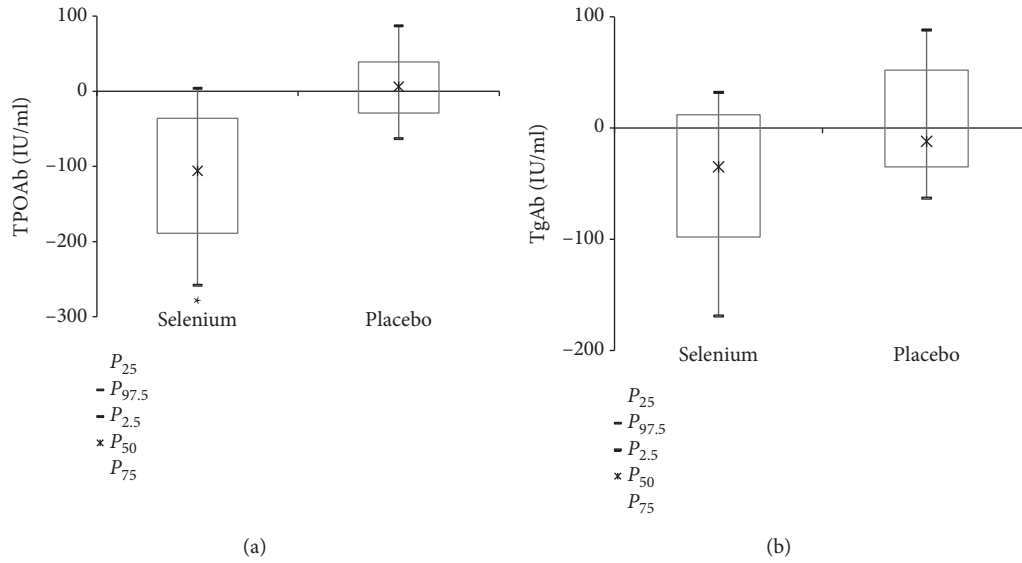 TPOAb (IU/ml)
100
0
−100
−200
−300
Selenium
Placebo
*
P25
P97.5
P2.5
P50
P75
(a)
TgAb (IU/ml)
100
0
−100
−200
Selenium
Placebo
P25
P97.5
P2.5
P50
P75
(b)